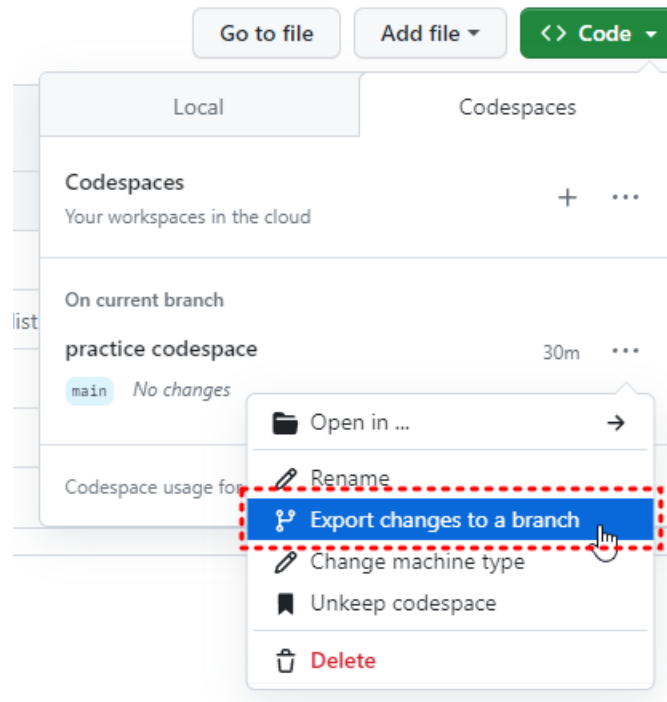 Go to file
Add file
<> Code
Local
Codespaces
Codespaces
Your workspaces in the cloud
On current branch
list
practice codespace
30m
main No changes
Open in ...
Codespace usage for
Rename
Export changes to a branch
Change machine type
Unkeep codespace
Delete